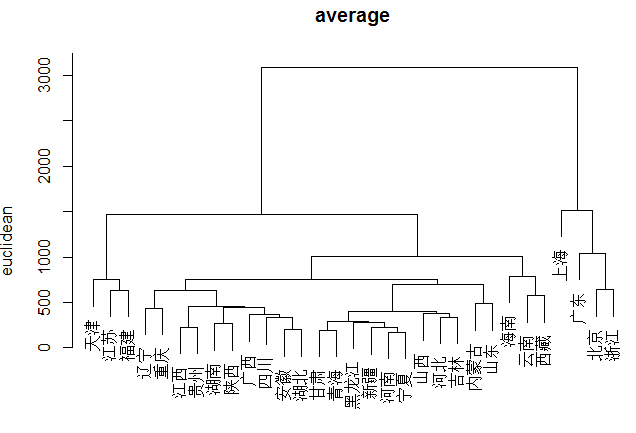 average
euclidean
3000
2000
1000
500
0
天津
江苏
福建
辽宁
重庆
江西
贵州
湖南
陕西
广西
四川
安徽
湖北
甘肃
青海
黑龙江
新疆
河南
宁夏
山西
河北
吉林
内蒙古
山东
海南
云南
西藏
上海
广东
北京
浙江